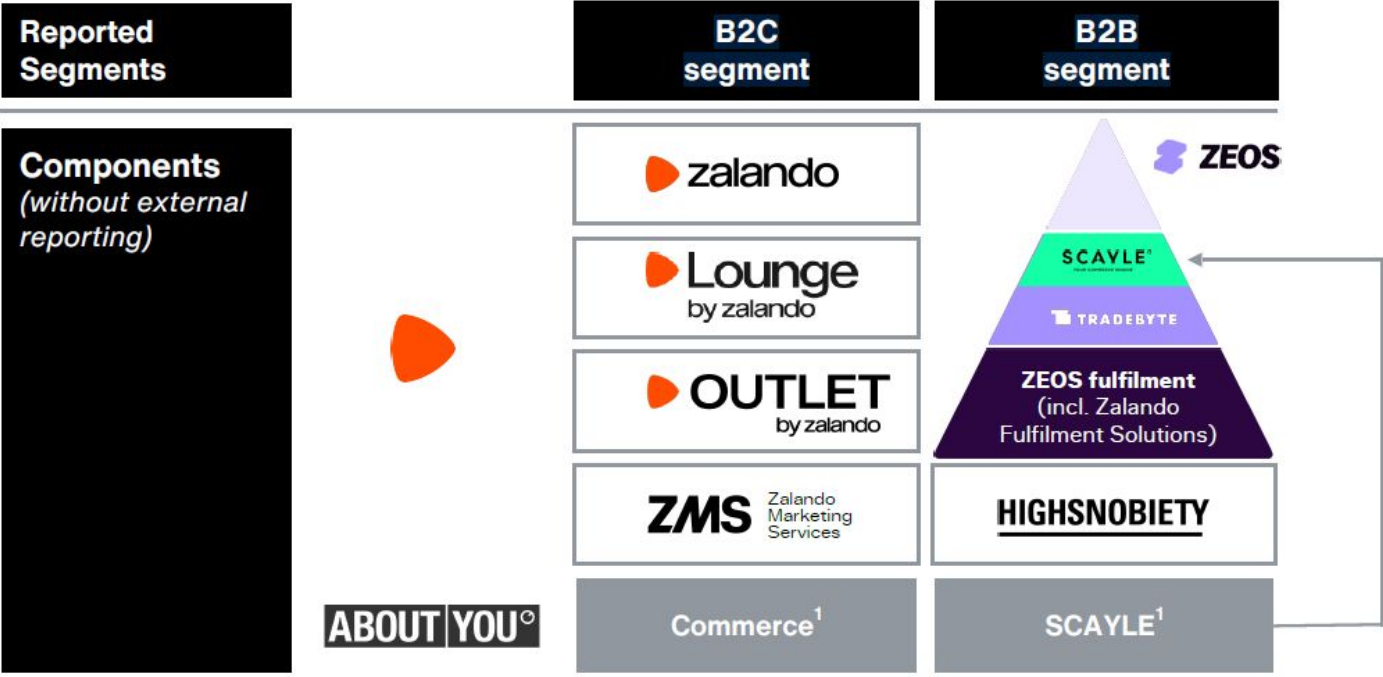 Reported
Segments
B2C
segment
B2B
segment
Components
(without external
reporting)
zalando
ZEOS
Lounge
by zalando
SCAYLE¹
TRADEBYTE
OUTLET
by zalando
ZEOS fulfilment
(incl. Zalando
Fulfilment Solutions)
ZMS
Zalando
Marketing
Services
HIGHSNOBIETY
ABOUT YOU°
Commerce¹
SCAYLE¹